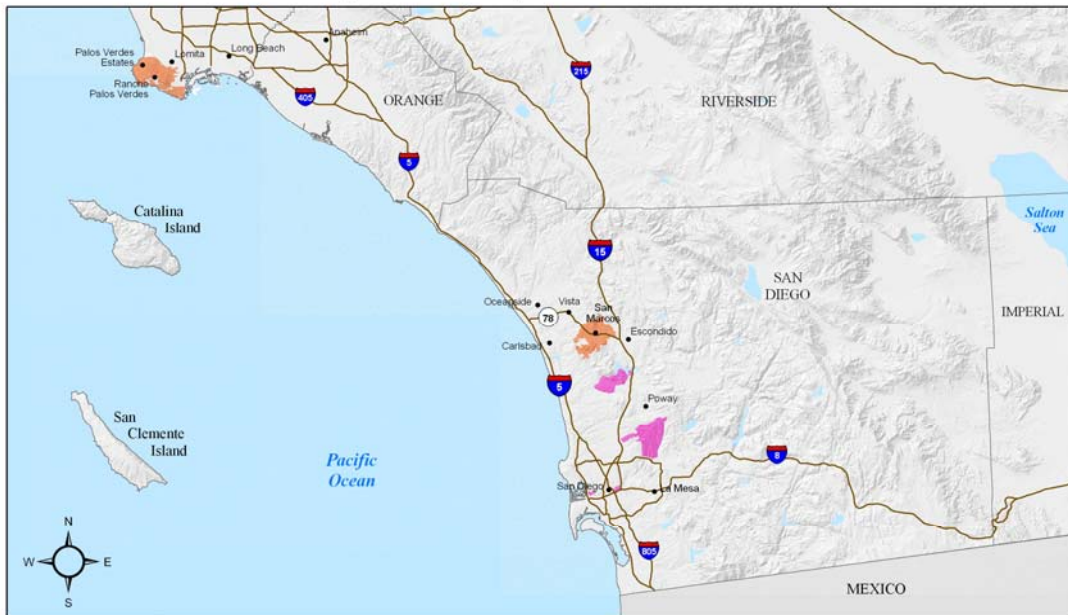 Anaheim
Palos Verdes
Estates
Lomita
Long Beach
Rancho
Palos Verdes
405
ORANGE
215
RIVERSIDE
5
Catalina
Island
Salton
Sea
15
SAN
DIEGO
Oceanside
Vista
San
Marcos
78
IMPERIAL
Escondido
Carlsbad
5
Poway
San
Clemente
Island
Pacific
Ocean
8
San Diego
La Mesa
N
W
E
S
805
MEXICO